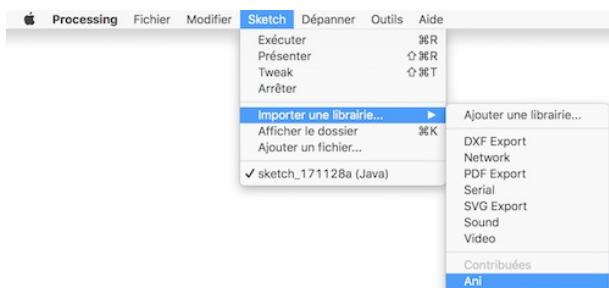 Processing Fichier Modifier Sketch Dépanner Outils Aide
Exécuter ⌘R
Présenter ⇧⌘R
Tweak ⇧⌘T
Arrêter
Importer une librairie... ▶
Afficher le dossier ⌘K
Ajouter un fichier...
✓ sketch_171128a (Java)
Ajouter une librairie...
DXF Export
Network
PDF Export
Serial
SVG Export
Sound
Video
Contribuées
Ani